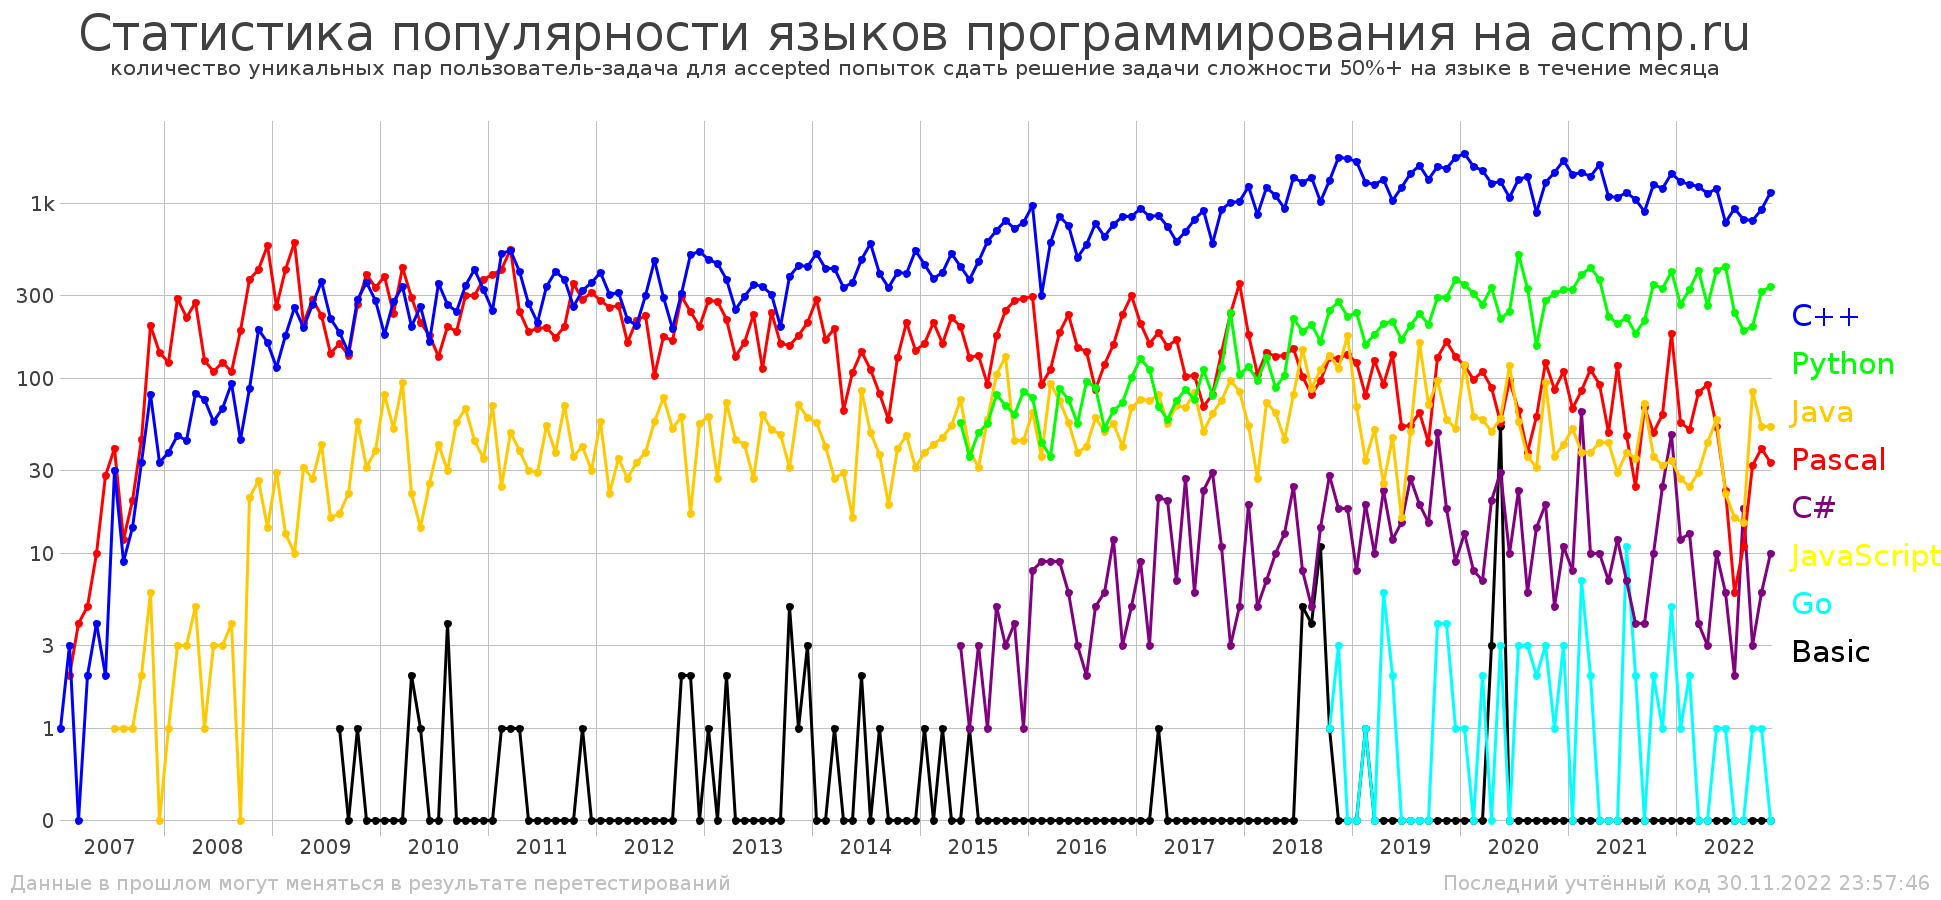 Статистика популярности языков программирования на acmp.ru
количество уникальных пар пользователь-задача для accepted попыток сдать решение задачи сложности 50%+ на языке в течение месяца
1k
300
100
30
10
3
1
0
C++
Python
Java
Pascal
C#
JavaScript
Go
Basic
2007 2008 2009 2010 2011 2012 2013 2014 2015 2016 2017 2018 2019 2020 2021 2022
Данные в прошлом могут меняться в результате перетестирований
Последний учтённый код 30.11.2022 23:57:46